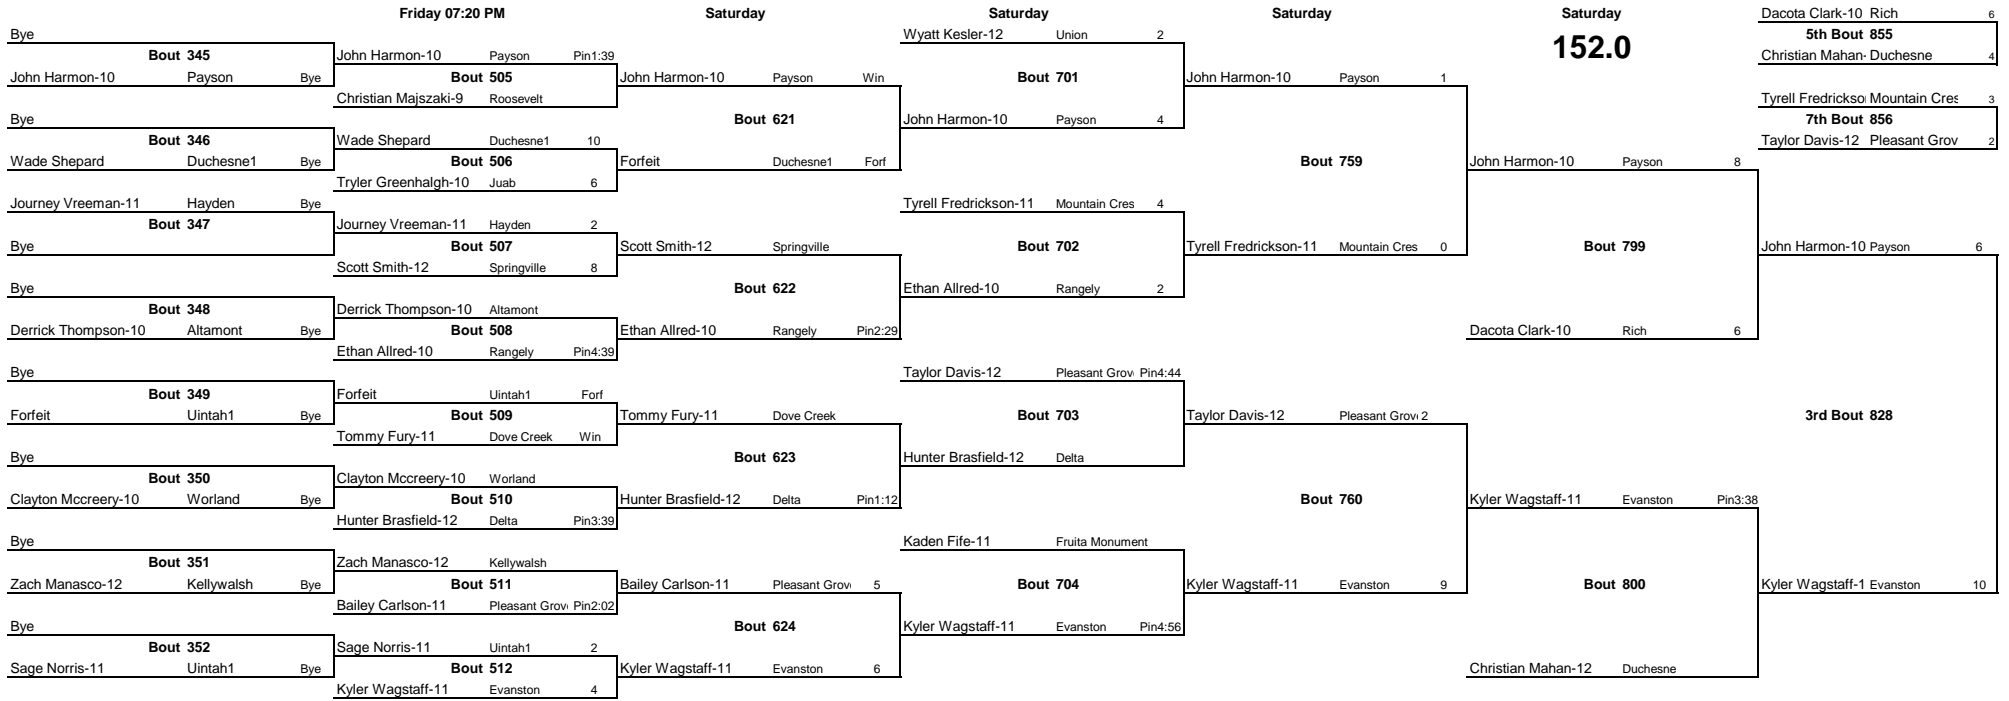 Friday 07:20 PM Saturday Saturday Saturday Saturday Dacota Clark-10 Rich 6
Bye Wyatt Kesler-12 Union 2 5th Bout 855
152.0
Bout 345 John Harmon-10 Payson Pin1:39 Christian Mahan- Duchesne 4
John Harmon-10 Payson Bye Bout 505 John Harmon-10 Payson Win Bout 701 John Harmon-10 Payson 1
Christian Majszaki-9 Roosevelt Tyrell Fredrickso Mountain Cres 3
Bye Bout 621 John Harmon-10 Payson 4 7th Bout 856
Bout 346 Wade Shepard Duchesne1 10 Taylor Davis-12 Pleasant Grov 2
Wade Shepard Duchesne1 Bye Bout 506 Forfeit Duchesne1 Forf Bout 759 John Harmon-10 Payson 8
Tryler Greenhalgh-10 Juab 6
Journey Vreeman-11 Hayden Bye Tyrell Fredrickson-11 Mountain Cres 4
Bout 347 Journey Vreeman-11 Hayden 2
Bye Bout 507 Scott Smith-12 Springville Bout 702 Tyrell Fredrickson-11 Mountain Cres 0 Bout 799 John Harmon-10 Payson 6
Scott Smith-12 Springville 8
Bye Bout 622 Ethan Allred-10 Rangely 2
Bout 348 Derrick Thompson-10 Altamont
Derrick Thompson-10 Altamont Bye Bout 508 Ethan Allred-10 Rangely Pin2:29 Dacota Clark-10 Rich 6
Ethan Allred-10 Rangely Pin4:39
Bye Taylor Davis-12 Pleasant Grov Pin4:44
Bout 349 Forfeit Uintah1 Forf
Forfeit Uintah1 Bye Bout 509 Tommy Fury-11 Dove Creek Bout 703 Taylor Davis-12 Pleasant Grov 2 3rd Bout 828
Tommy Fury-11 Dove Creek Win
Bye Bout 623 Hunter Brasfield-12 Delta
Bout 350 Clayton Mccreery-10 Worland
Clayton Mccreery-10 Worland Bye Bout 510 Hunter Brasfield-12 Delta Pin1:12 Bout 760 Kyler Wagstaff-11 Evanston Pin3:38
Hunter Brasfield-12 Delta Pin3:39
Bye Kaden Fife-11 Fruita Monument
Bout 351 Zach Manasco-12 Kellywalsh
Zach Manasco-12 Kellywalsh Bye Bout 511 Bailey Carlson-11 Pleasant Grov 5 Bout 704 Kyler Wagstaff-11 Evanston 9 Bout 800 Kyler Wagstaff-1 Evanston 10
Bailey Carlson-11 Pleasant Grov Pin2:02
Bye Bout 624 Kyler Wagstaff-11 Evanston Pin4:56
Bout 352 Sage Norris-11 Uintah1 2
Sage Norris-11 Uintah1 Bye Bout 512 Kyler Wagstaff-11 Evanston 6 Christian Mahan-12 Duchesne
Kyler Wagstaff-11 Evanston 4